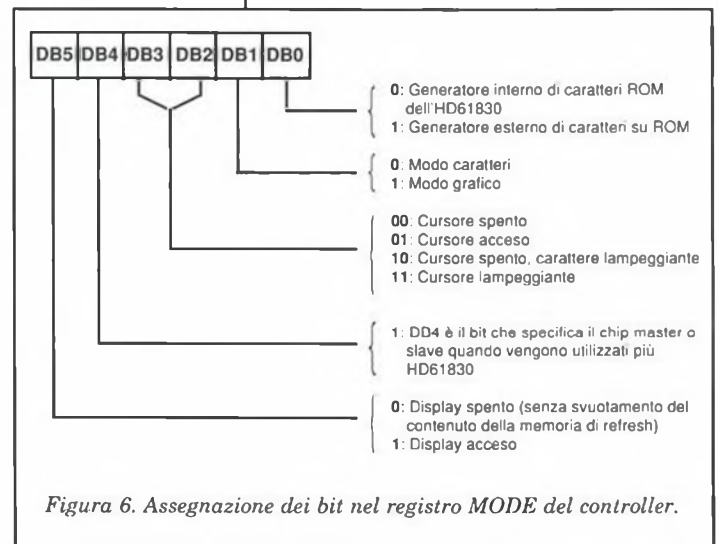 DB5 DB4 DB3 DB2 DB1 DB0
0: Generatore interno di caratteri ROM
dell'HD61830
1: Generatore esterno di caratteri su ROM
0: Modo caratteri
1: Modo grafico
00: Cursore spento
01: Cursore acceso
10: Cursore spento, carattere lampeggiante
11: Cursore lampeggiante
1: DD4 è il bit che specifica il chip master o
slave quando vengono utilizzati più
HD61830
0: Display spento (senza svuotamento del
contenuto della memoria di refresh)
1: Display acceso
Figura 6. Assegnazione dei bit nel registro MODE del controller.